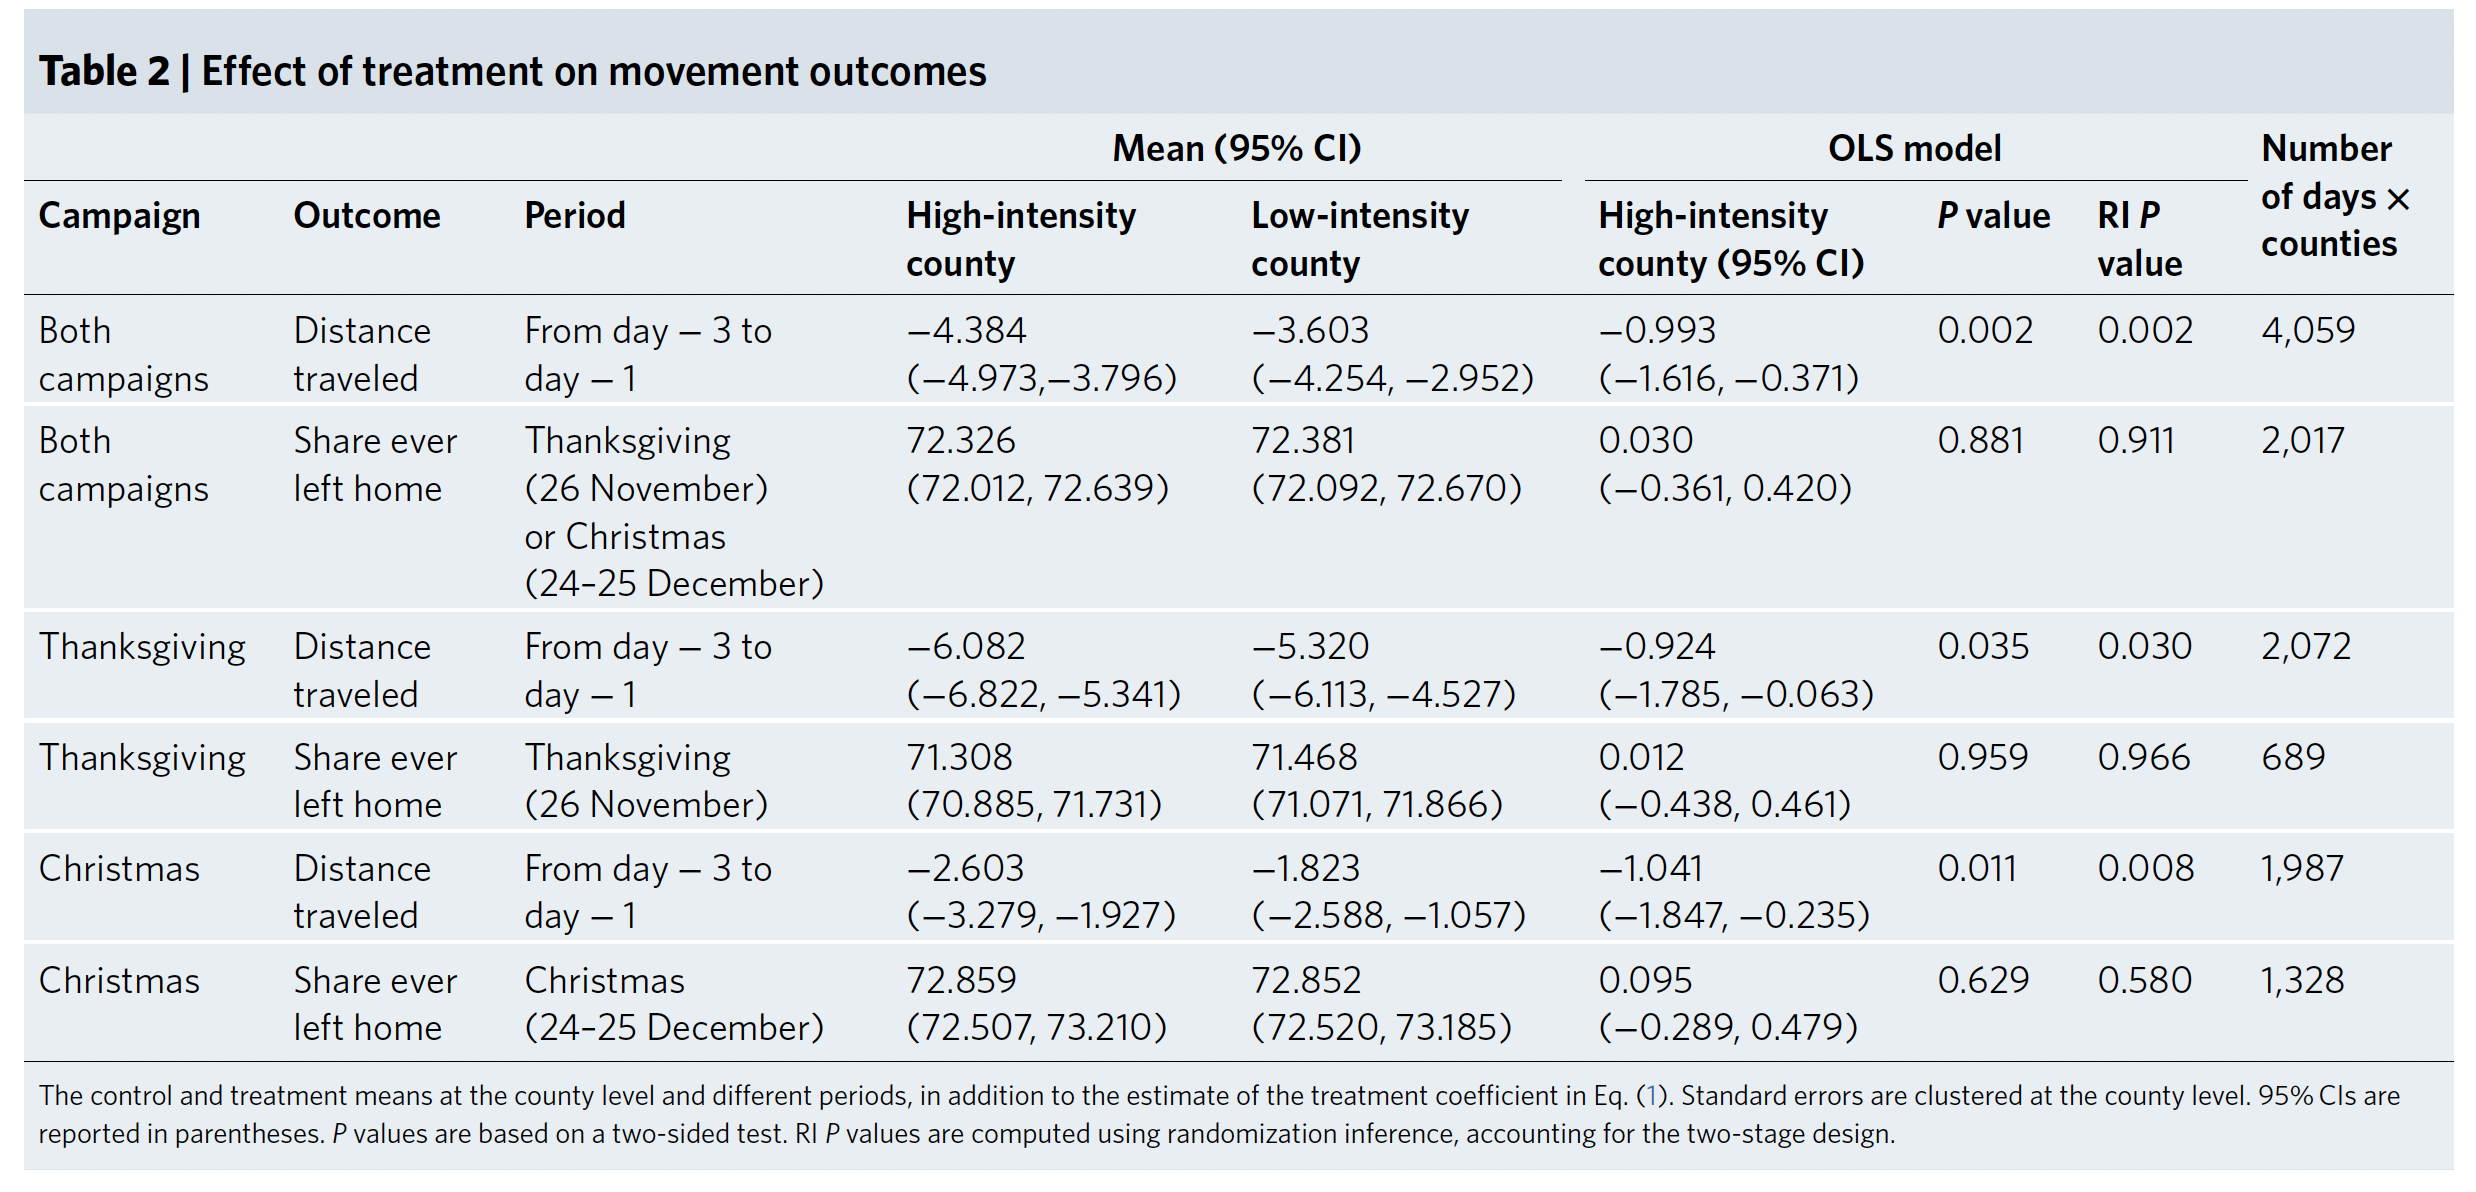 Table 2 | Effect of treatment on movement outcomes
Mean (95% CI) OLS model Number of days × counties
Campaign Outcome Period High-intensity county Low-intensity county High-intensity county (95% CI) P value RI P value
Both Distance From day − 3 to −4.384 −3.603 −0.993 0.002 0.002 4,059
campaigns traveled day − 1 (−4.973,−3.796) (−4.254, −2.952) (−1.616, −0.371)
Both Share ever Thanksgiving 72.326 72.381 0.030 0.881 0.911 2,017
campaigns left home (26 November) (72.012, 72.639) (72.092, 72.670) (−0.361, 0.420)
or Christmas
(24–25 December)
Thanksgiving Distance From day − 3 to −6.082 −5.320 −0.924 0.035 0.030 2,072
traveled day − 1 (−6.822, −5.341) (−6.113, −4.527) (−1.785, −0.063)
Thanksgiving Share ever Thanksgiving 71.308 71.468 0.012 0.959 0.966 689
left home (26 November) (70.885, 71.731) (71.071, 71.866) (−0.438, 0.461)
Christmas Distance From day − 3 to −2.603 −1.823 −1.041 0.011 0.008 1,987
traveled day − 1 (−3.279, −1.927) (−2.588, −1.057) (−1.847, −0.235)
Christmas Share ever Christmas 72.859 72.852 0.095 0.629 0.580 1,328
left home (24–25 December) (72.507, 73.210) (72.520, 73.185) (−0.289, 0.479)
The control and treatment means at the county level and different periods, in addition to the estimate of the treatment coefficient in Eq. (1). Standard errors are clustered at the county level. 95% CIs are
reported in parentheses. P values are based on a two-sided test. RI P values are computed using randomization inference, accounting for the two-stage design.